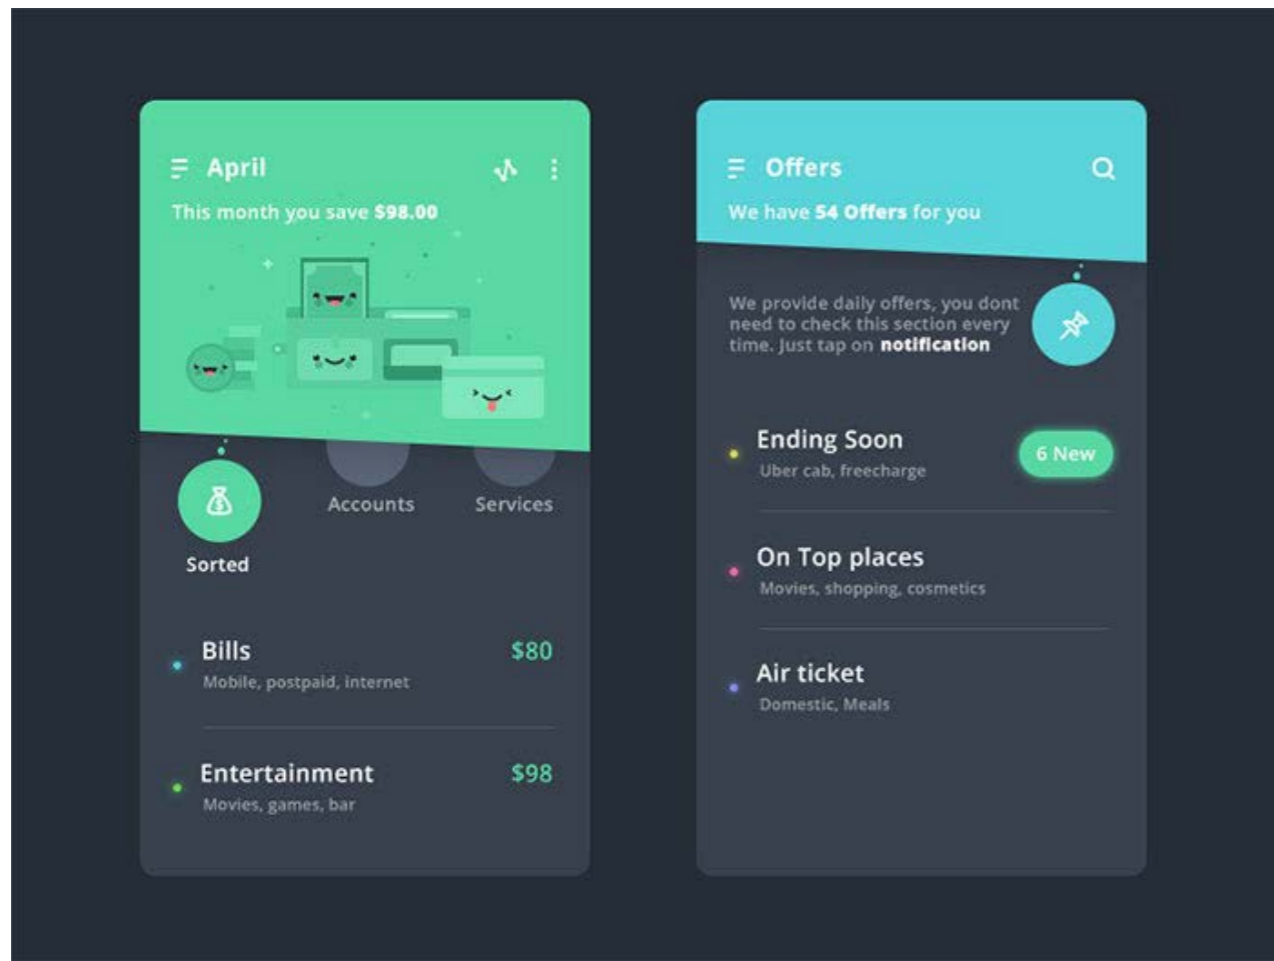 April
This month you save $98.00
Accounts
Services
Sorted
Bills
$80
Mobile, postpaid, internet
Entertainment
$98
Movies, games, bar
Offers
We have 54 Offers for you
We provide daily offers, you dont
need to check this section every
time. Just tap on notification
Ending Soon
6 New
Uber cab, freecharge
On Top places
Movies, shopping, cosmetics
Air ticket
Domestic, Meals